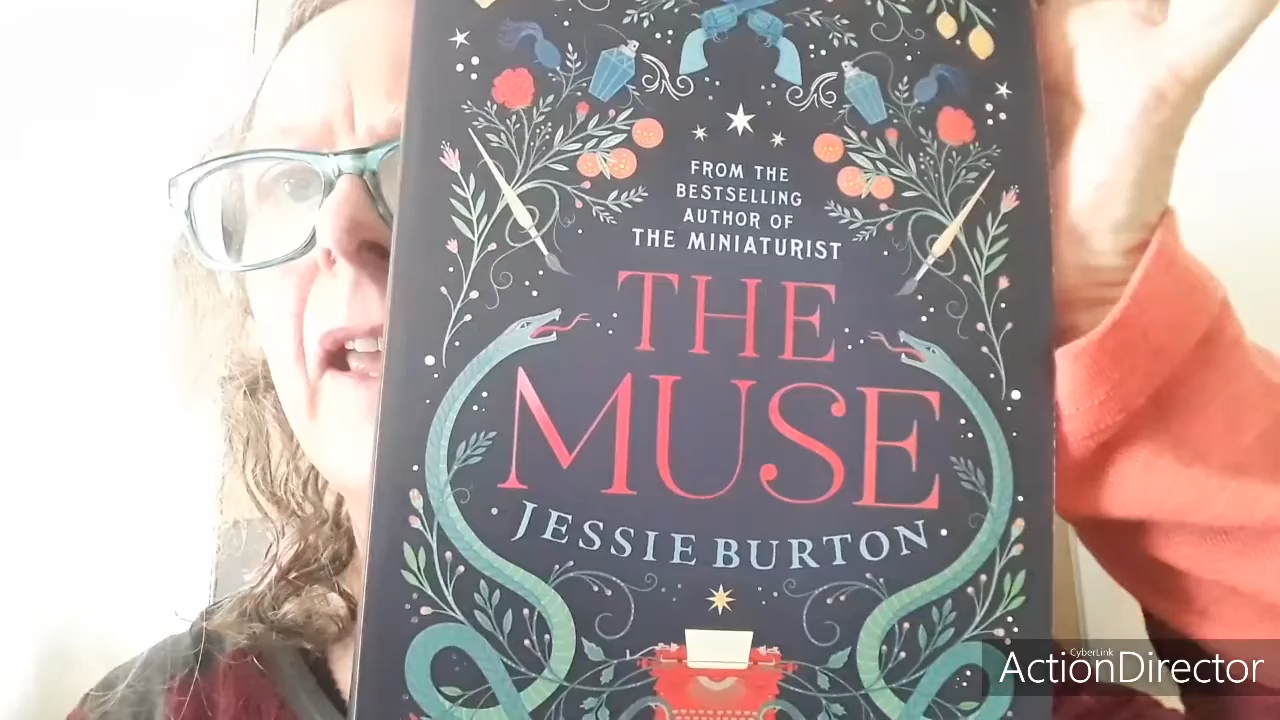 FROM THE
BESTSELLING
AUTHOR OF
THE MINIATURIST
THE
MUSE
JESSIE BURTON
CyberLink
ActionDirector